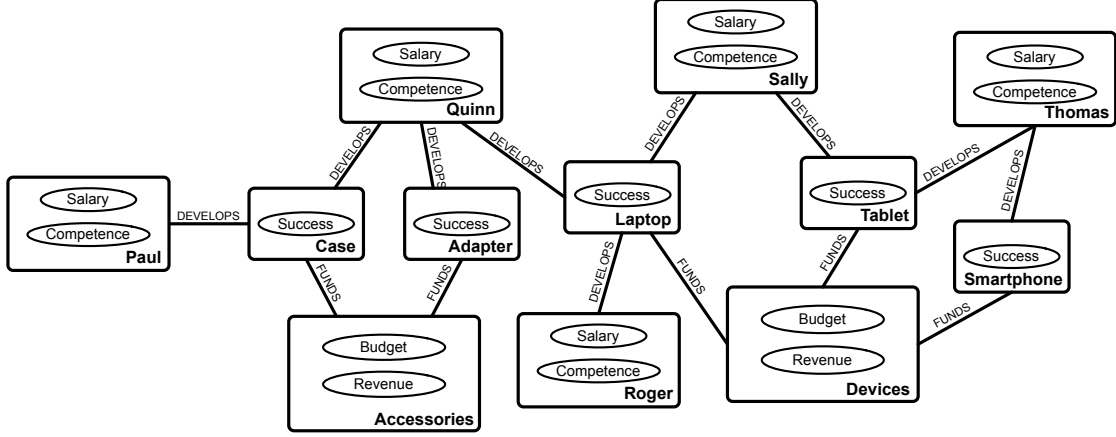 Salary
Competence
Quinn
Salary
Competence
Sally
Salary
Competence
Thomas
DEVELOPS
DEVELOPS
DEVELOPS
DEVELOPS
DEVELOPS
DEVELOPS
DEVELOPS
Salary
Competence
Paul
DEVELOPS
Success
Case
Success
Adapter
Success
Laptop
Success
Tablet
Success
Smartphone
FUNDS
FUNDS
DEVELOPS
FUNDS
FUNDS
FUNDS
Budget
Revenue
Accessories
Salary
Competence
Roger
Budget
Revenue
Devices